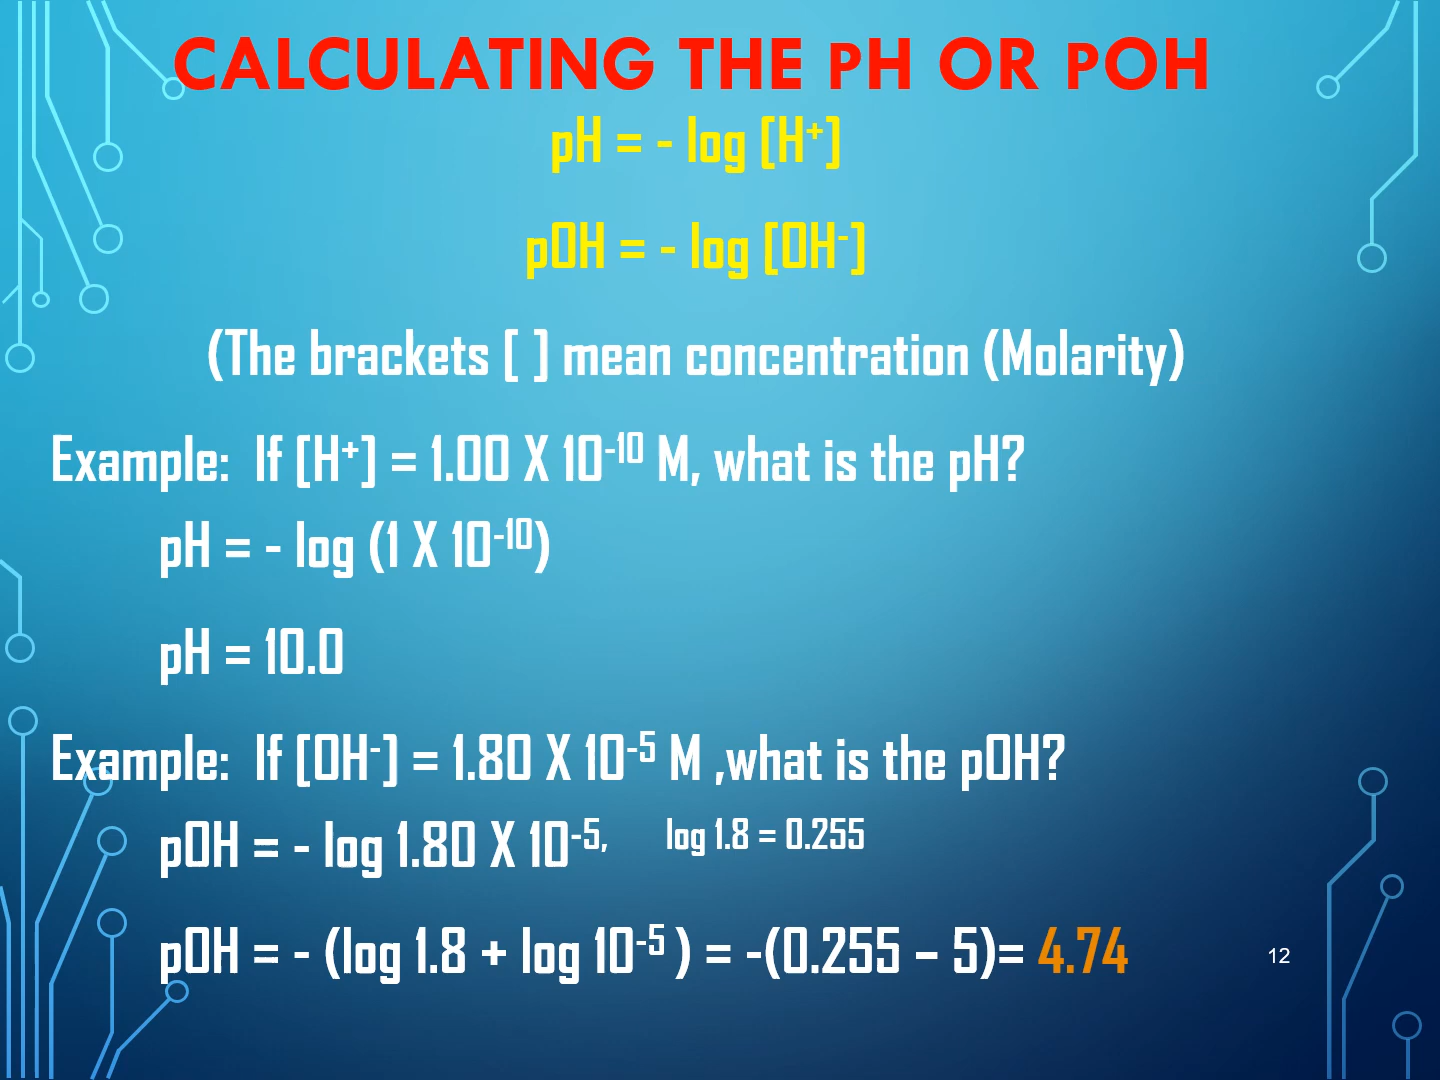 CALCULATING THE PH OR POH
pH = - log [H⁺]
pOH = - log [OH⁻]
(The brackets [ ] mean concentration (Molarity)
Example: If [H⁺] = 1.00 X 10⁻¹⁰ M, what is the pH?
pH = - log (1 X 10⁻¹⁰)
pH = 10.0
Example: If [OH⁻] = 1.80 X 10⁻⁵ M ,what is the pOH?
pOH = - log 1.80 X 10⁻⁵, log 1.8 = 0.255
pOH = - (log 1.8 + log 10⁻⁵ ) = -(0.255 – 5)= 4.74
12